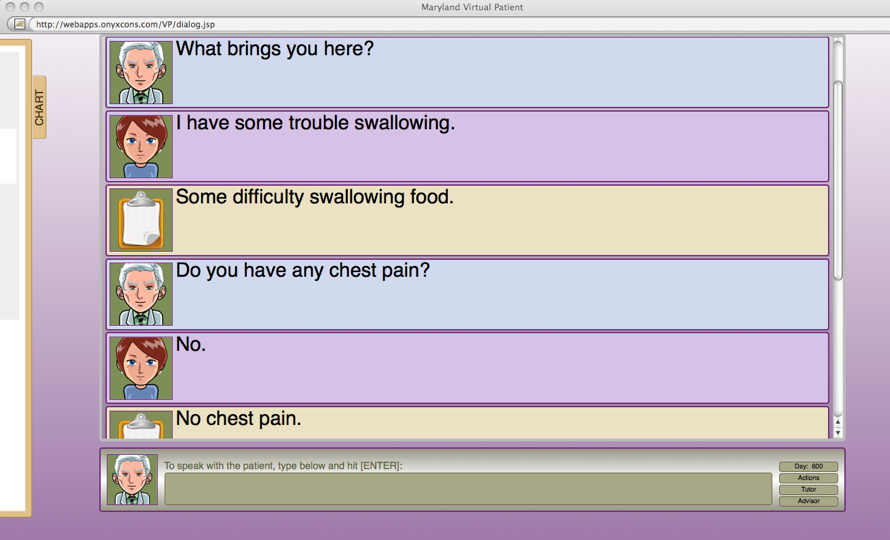 Maryland Virtual Patient
http://webapps.onyxcons.com/VP/dialog.jsp
CHART
What brings you here?
I have some trouble swallowing.
Some difficulty swallowing food.
Do you have any chest pain?
No.
No chest pain.
To speak with the patient, type below and hit [ENTER]:
Day: 600
Actions
Tutor
Advisor